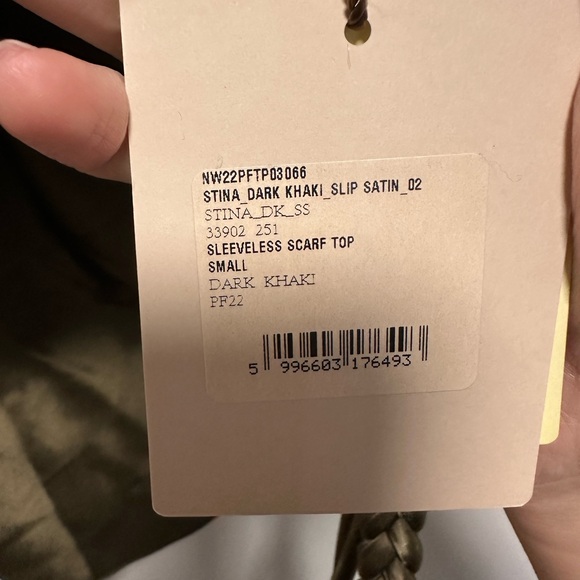 NW22PFTP03066
STINA_DARK KHAKI_SLIP SATIN_02
STINA_DK_SS
33902 251
SLEEVELESS SCARF TOP
SMALL
DARK KHAKI
PF22
5 996603 176493